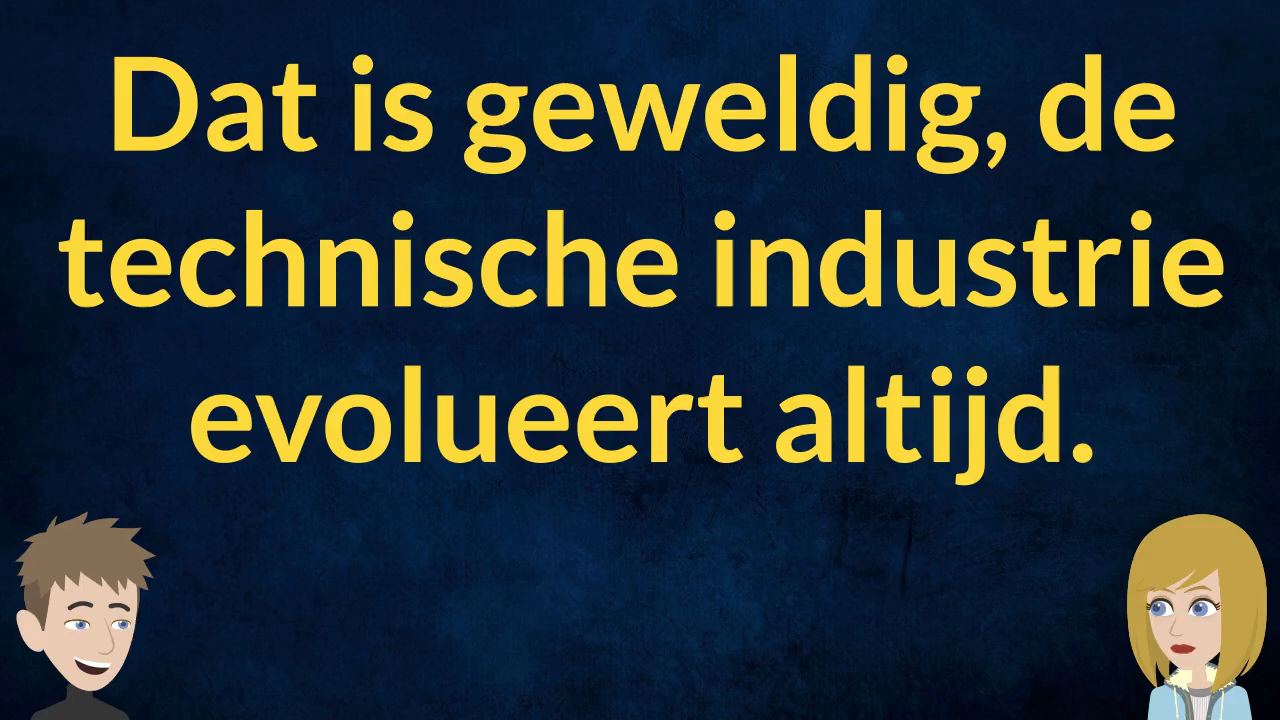 Dat is geweldig, de
technische industrie
evolueert altijd.